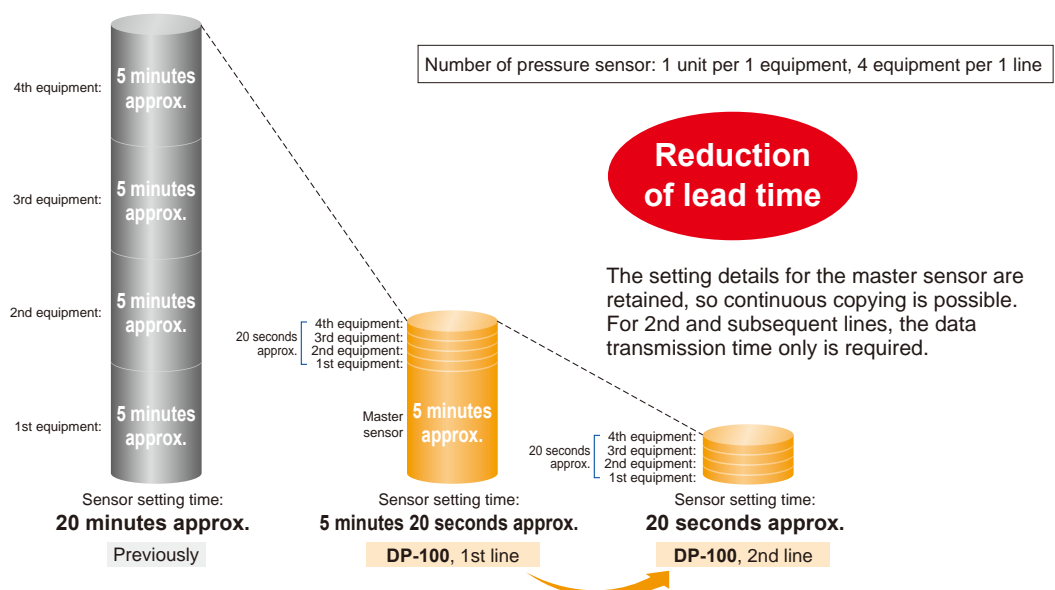 Number of pressure sensor: 1 unit per 1 equipment, 4 equipment per 1 line
Reduction
of lead time
The setting details for the master sensor are
retained, so continuous copying is possible.
For 2nd and subsequent lines, the data
transmission time only is required.
4th equipment:
5 minutes
approx.
3rd equipment:
5 minutes
approx.
2nd equipment:
5 minutes
approx.
1st equipment:
5 minutes
approx.
Sensor setting time:
20 minutes approx.
Previously
20 seconds
approx.
4th equipment:
3rd equipment:
2nd equipment:
1st equipment:
Master
sensor
5 minutes
approx.
Sensor setting time:
5 minutes 20 seconds approx.
DP-100, 1st line
20 seconds
approx.
4th equipment:
3rd equipment:
2nd equipment:
1st equipment:
Sensor setting time:
20 seconds approx.
DP-100, 2nd line